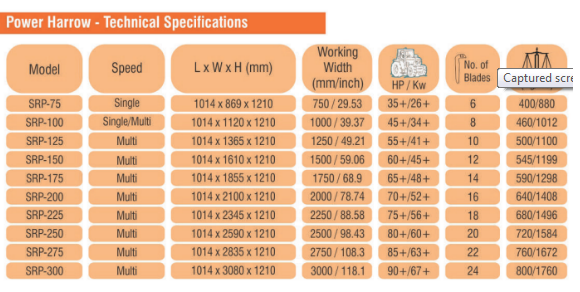 Power Harrow - Technical Specifications
Model Speed L x W x H (mm) Working Width (mm/inch) HP / Kw No. of Blades
Captured scre
SRP-75 Single 1014 x 869 x 1210 750 / 29.53 35+/26+ 6 400/880
SRP-100 Single/Multi 1014 x 1120 x 1210 1000 / 39.37 45+/34+ 8 460/1012
SRP-125 Multi 1014 x 1365 x 1210 1250 / 49.21 55+/41+ 10 500/1100
SRP-150 Multi 1014 x 1610 x 1210 1500 / 59.06 60+/45+ 12 545/1199
SRP-175 Multi 1014 x 1855 x 1210 1750 / 68.9 65+/48+ 14 590/1298
SRP-200 Multi 1014 x 2100 x 1210 2000 / 78.74 70+/52+ 16 640/1408
SRP-225 Multi 1014 x 2345 x 1210 2250 / 88.58 75+/56+ 18 680/1496
SRP-250 Multi 1014 x 2590 x 1210 2500 / 98.43 80+/60+ 20 720/1584
SRP-275 Multi 1014 x 2835 x 1210 2750 / 108.3 85+/63+ 22 760/1672
SRP-300 Multi 1014 x 3080 x 1210 3000 / 118.1 90+/67+ 24 800/1760